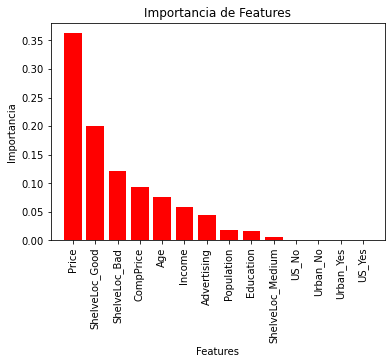 Importancia de Features
Importancia
0.35
0.30
0.25
0.20
0.15
0.10
0.05
0.00
Price
ShelveLoc_Good
ShelveLoc_Bad
CompPrice
Age
Income
Advertising
Population
Education
ShelveLoc_Medium
US_No
Urban_No
Urban_Yes
US_Yes
Features